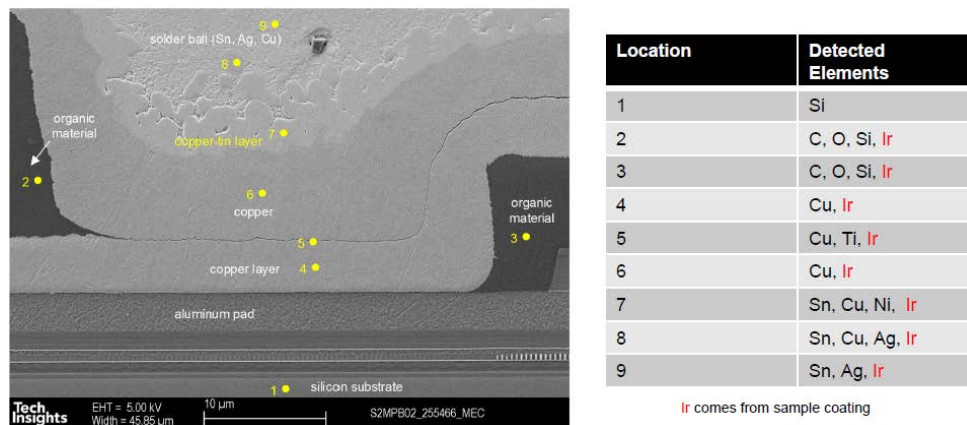 9
solder ball (Sn, Ag, Cu)
8
organic
material
7
copper-tin layer
2
6
copper
organic
material
3
5
copper layer
4
aluminum pad
1
silicon substrate
Tech
Insights
EHT = 5.00 kV
Width = 45.85 µm
10 µm
S2MPB02_255466_MEC
Location Detected Elements
1 Si
2 C, O, Si, Ir
3 C, O, Si, Ir
4 Cu, Ir
5 Cu, Ti, Ir
6 Cu, Ir
7 Sn, Cu, Ni, Ir
8 Sn, Cu, Ag, Ir
9 Sn, Ag, Ir
Ir comes from sample coating